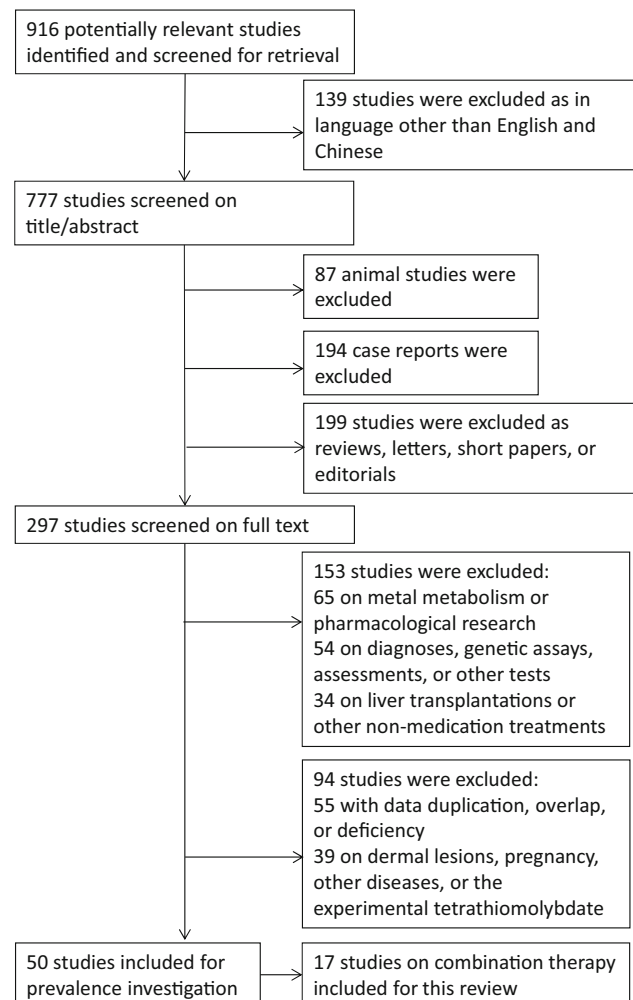 916 potentially relevant studies
identified and screened for retrieval
139 studies were excluded as in
language other than English and
Chinese
777 studies screened on
title/abstract
87 animal studies were
excluded
194 case reports were
excluded
199 studies were excluded as
reviews, letters, short papers, or
editorials
297 studies screened on full text
153 studies were excluded:
65 on metal metabolism or
pharmacological research
54 on diagnoses, genetic assays,
assessments, or other tests
34 on liver transplantations or
other non-medication treatments
94 studies were excluded:
55 with data duplication, overlap,
or deficiency
39 on dermal lesions, pregnancy,
other diseases, or the
experimental tetrathiomolybdate
50 studies included for
prevalence investigation
17 studies on combination therapy
included for this review